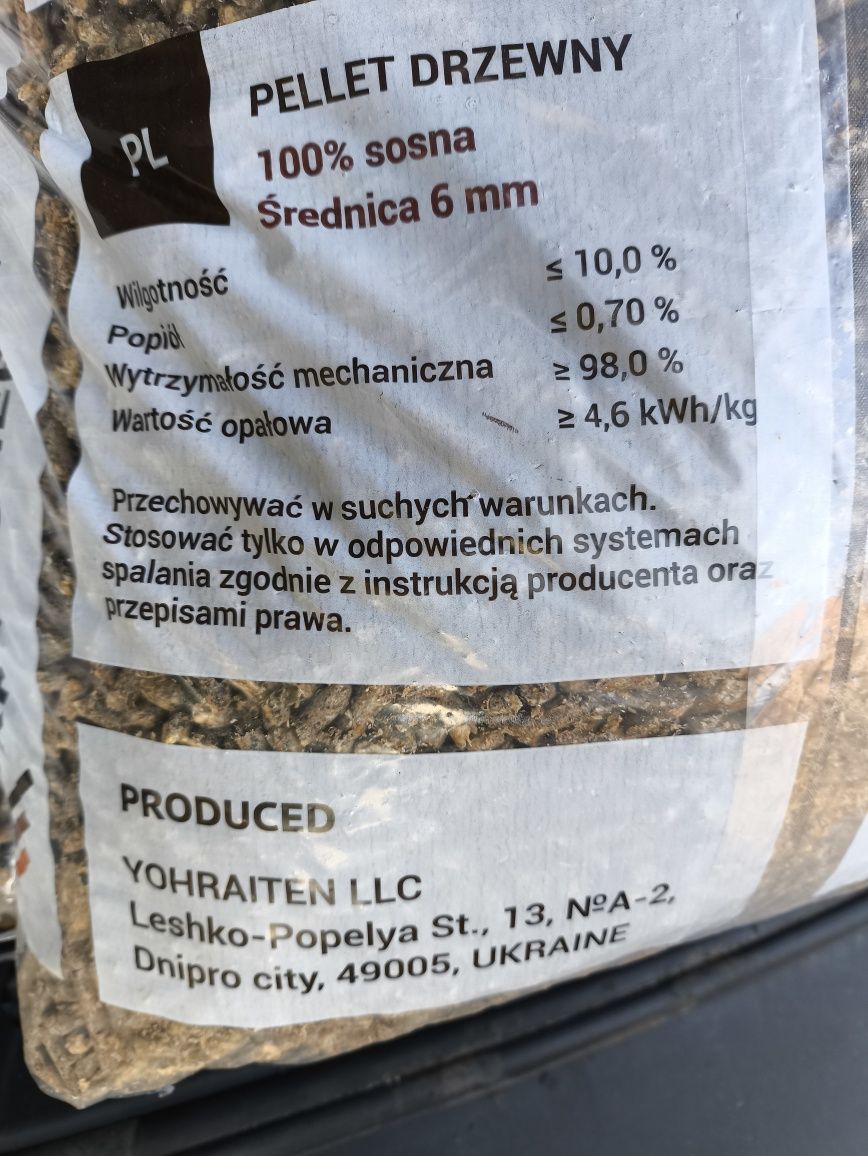 PL
PELLET DRZEWNY
100% sosna
Średnica 6 mm
Wilgotność ≤ 10,0 %
Popiół ≤ 0,70 %
Wytrzymałość mechaniczna ≥ 98,0 %
Wartość opałowa ≥ 4,6 kWh/kg
Przechowywać w suchych warunkach.
Stosować tylko w odpowiednich systemach
spalania zgodnie z instrukcją producenta oraz
przepisami prawa.
PRODUCED
YOHRAITEN LLC
Leshko-Popelya St., 13, №A-2,
Dnipro city, 49005, UKRAINE